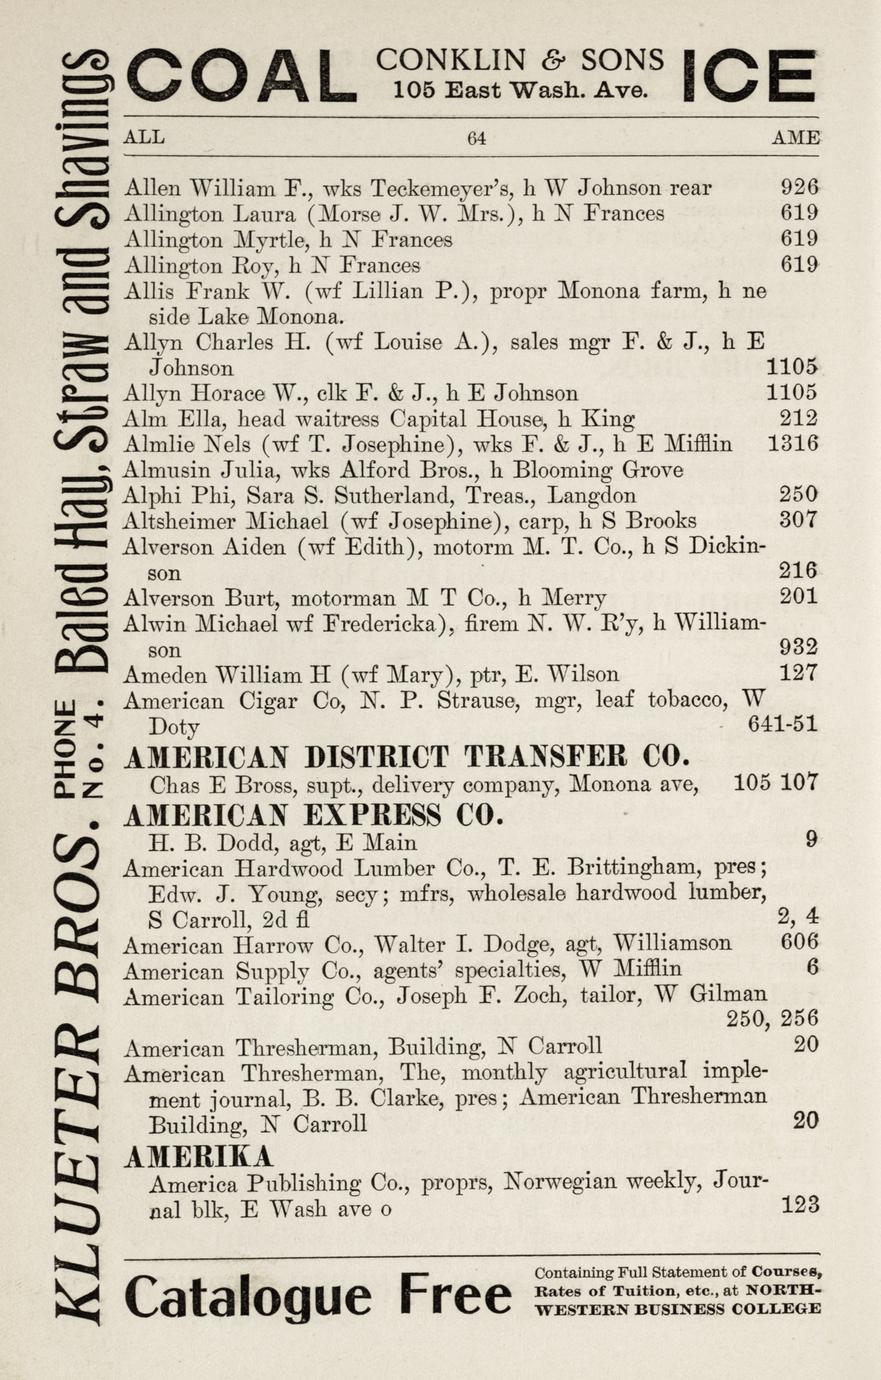 COAL CONKLIN & SONS ICE
105 East Wash. Ave.
ALL 64 AME
Allen William F., wks Teckemeyer's, h W Johnson rear 926
Allington Laura (Morse J. W. Mrs.), h N Frances 619
Allington Myrtle, h N Frances 619
Allington Roy, h N Frances 619
Allis Frank W. (wf Lillian P.), propr Monona farm, h ne
side Lake Monona.
Allyn Charles H. (wf Louise A.), sales mgr F. & J., h E
Johnson 1105
Allyn Horace W., clk F. & J., h E Johnson 1105
Alm Ella, head waitress Capital House, h King 212
Almlie Nels (wf T. Josephine), wks F. & J., h E Mifflin 1316
Almusin Julia, wks Alford Bros., h Blooming Grove
Alphi Phi, Sara S. Sutherland, Treas., Langdon 250
Altsheimer Michael (wf Josephine), carp, h S Brooks 307
Alverson Aiden (wf Edith), motorm M. T. Co., h S Dickin-
son 216
Alverson Burt, motorman M T Co., h Merry 201
Alwin Michael wf Fredericka), firem N. W. R'y, h William-
son 932
Ameden William H (wf Mary), ptr, E. Wilson 127
American Cigar Co, N. P. Strause, mgr, leaf tobacco, W
Doty 641-51
AMERICAN DISTRICT TRANSFER CO.
Chas E Bross, supt., delivery company, Monona ave, 105 107
AMERICAN EXPRESS CO.
H. B. Dodd, agt, E Main 9
American Hardwood Lumber Co., T. E. Brittingham, pres;
Edw. J. Young, secy; mfrs, wholesale hardwood lumber,
S Carroll, 2d fl 2, 4
American Harrow Co., Walter I. Dodge, agt, Williamson 606
American Supply Co., agents' specialties, W Mifflin 6
American Tailoring Co., Joseph F. Zoch, tailor, W Gilman
250, 256
American Thresherman, Building, N Carroll 20
American Thresherman, The, monthly agricultural imple-
ment journal, B. B. Clarke, pres; American Thresherman
Building, N Carroll 20
AMERIKA
America Publishing Co., proprs, Norwegian weekly, Jour-
nal blk, E Wash ave o 123
KLUETER BROS. PHONE No. 4. Baled Hay, Straw and Shavings
Catalogue Free
Containing Full Statement of Courses,
Rates of Tuition, etc., at NORTH-
WESTERN BUSINESS COLLEGE